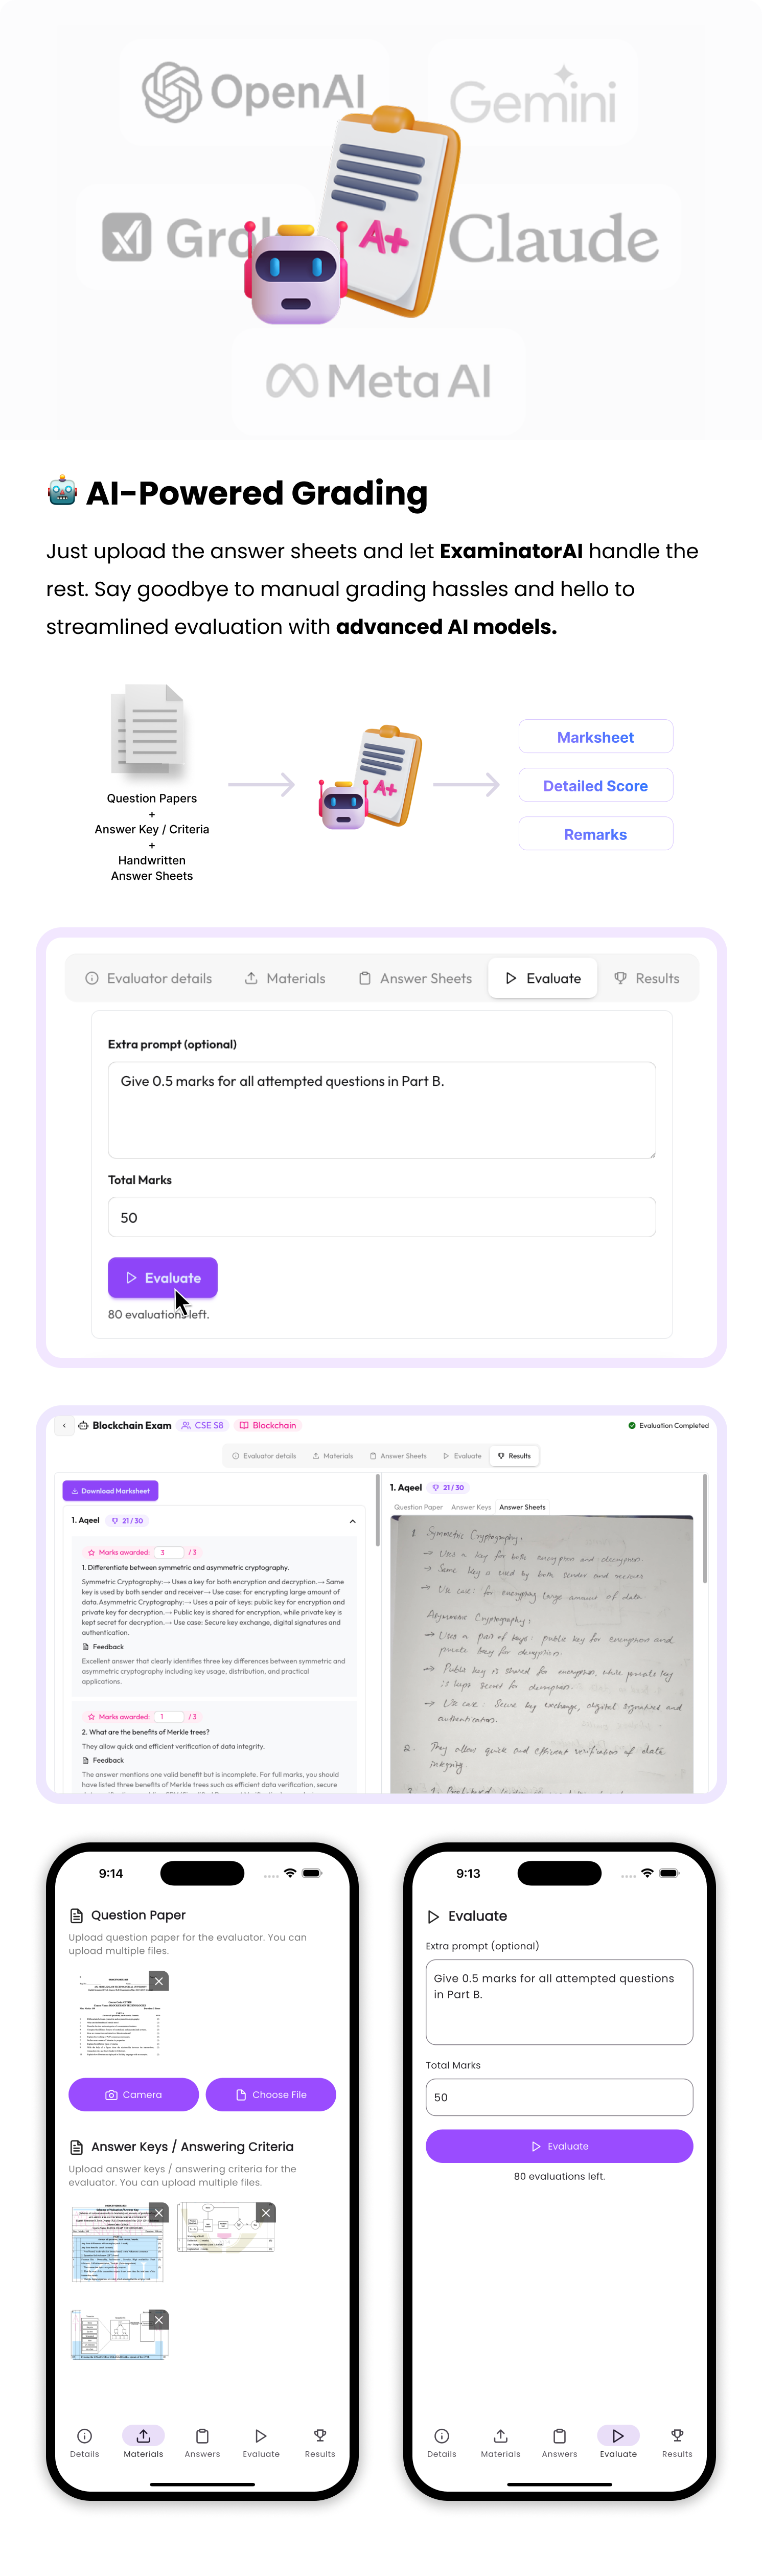 OpenAI
Gemini
Claude
A+
Meta AI
AI-Powered Grading
Just upload the answer sheets and let ExaminatorAI handle the
rest. Say goodbye to manual grading hassles and hello to
streamlined evaluation with advanced AI models.
Question Papers
+
Answer Key / Criteria
+
Handwritten
Answer Sheets
A+
Marksheet
Detailed Score
Remarks
Evaluator details Materials Answer Sheets Evaluate Results
Extra prompt (optional)
Give 0.5 marks for all attempted questions in Part B.
Total Marks
50
Evaluate
80 evaluations left.
Blockchain Exam CSE S8 Blockchain Evaluation Completed
Evaluator details Materials Answer Sheets Evaluate Results
Download Marksheet
1. Aqeel 21 / 30
Marks awarded: 3 / 3
1. Differentiate between symmetric and asymmetric cryptography.
Symmetric Cryptography:→ Uses a key for both encryption and decryption.→ Same
key is used by both sender and receiver→ Use case: for encrypting large amount of
data.Asymmetric Cryptography:→ Uses a pair of keys: public key for encryption and
private key for decryption.→ Public key is shared for encryption, while private key is
kept secret for decryption.→ Use case: Secure key exchange, digital signatures and
authentication.
Feedback
Excellent answer that clearly identifies three key differences between symmetric and
asymmetric cryptography including key usage, distribution, and practical
applications.
Marks awarded: 1 / 3
2. What are the benefits of Merkle trees?
They allow quick and efficient verification of data integrity.
Feedback
The answer mentions one valid benefit but is incomplete. For full marks, you should
have listed three benefits of Merkle trees such as efficient data verification, secure
1. Aqeel 21 / 30
Question Paper Answer Keys Answer Sheets
1 Symmetric Cryptography:
→ Uses a key for both encryption and decryption.
→ Same key is used by both sender and receiver
→ Use case: for encrypting large amount of data
Asymmetric Cryptography:
→ Uses a pair of keys: public key for encryption and
private key for decryption.
→ Public key is shared for encryption, while private key
is kept secret for decryption.
→ Use case: Secure key exchange, digital signatures and
authentication.
2. They allow quick and efficient verification of data
integrity.
9:14
Question Paper
Upload question paper for the evaluator. You can
upload multiple files.
Camera Choose File
Answer Keys / Answering Criteria
Upload answer keys / answering criteria for the
evaluator. You can upload multiple files.
Details Materials Answers Evaluate Results
9:13
Evaluate
Extra prompt (optional)
Give 0.5 marks for all attempted questions
in Part B.
Total Marks
50
Evaluate
80 evaluations left.
Details Materials Answers Evaluate Results